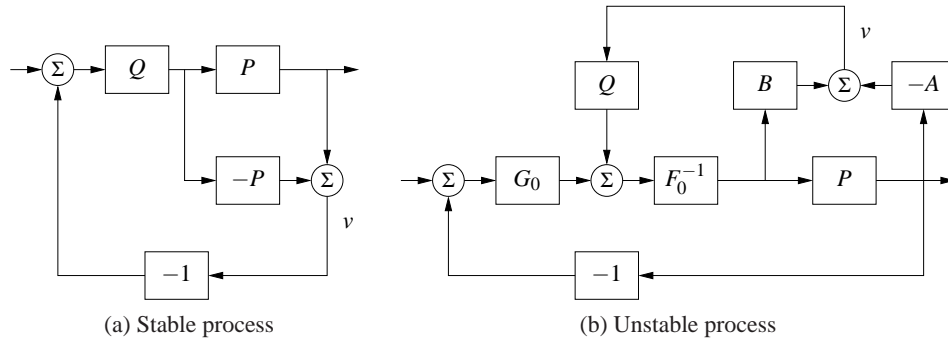 v
Σ
Q
P
Q
B
Σ
−A
−P
Σ
Σ
G₀
Σ
F₀⁻¹
P
v
−1
−1
(a) Stable process
(b) Unstable process